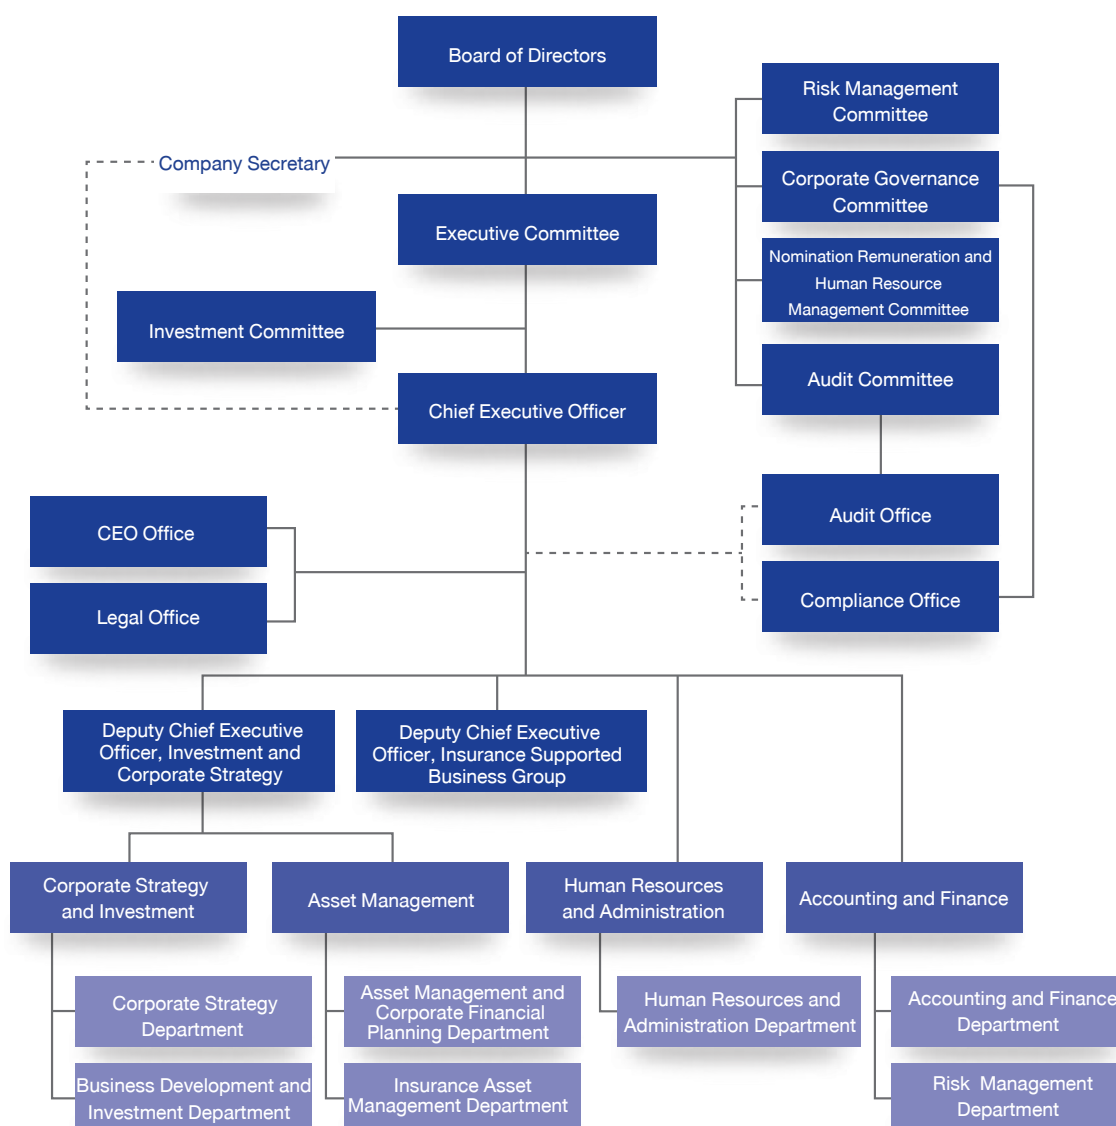 Board of Directors
Risk Management
Committee
Company Secretary
Corporate Governance
Committee
Executive Committee
Nomination Remuneration and
Human Resource
Management Committee
Investment Committee
Audit Committee
Chief Executive Officer
CEO Office
Audit Office
Legal Office
Compliance Office
Deputy Chief Executive
Officer, Investment and
Corporate Strategy
Deputy Chief Executive
Officer, Insurance Supported
Business Group
Corporate Strategy
and Investment
Asset Management
Human Resources
and Administration
Accounting and Finance
Corporate Strategy
Department
Asset Management and
Corporate Financial
Planning Department
Human Resources and
Administration Department
Accounting and Finance
Department
Business Development and
Investment Department
Insurance Asset
Management Department
Risk Management
Department